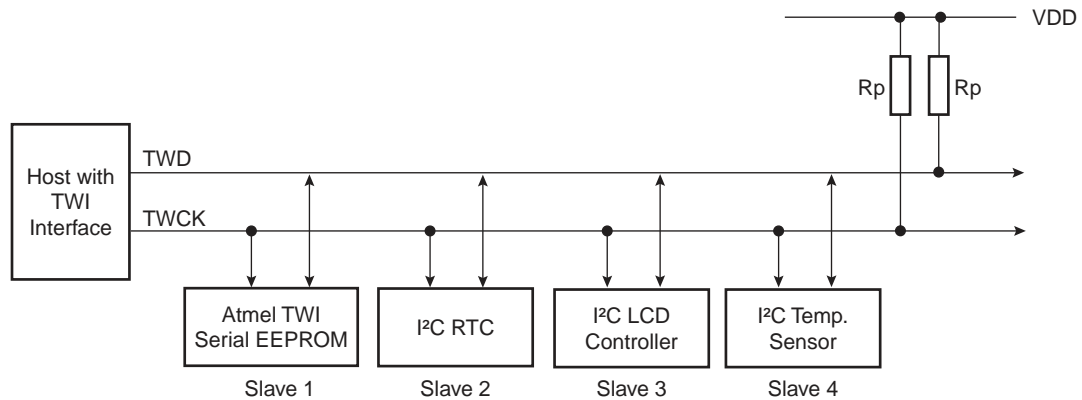 VDD
Rp
Rp
Host with
TWI
Interface
TWD
TWCK
Atmel TWI
Serial EEPROM
I²C RTC
I²C LCD
Controller
I²C Temp.
Sensor
Slave 1
Slave 2
Slave 3
Slave 4